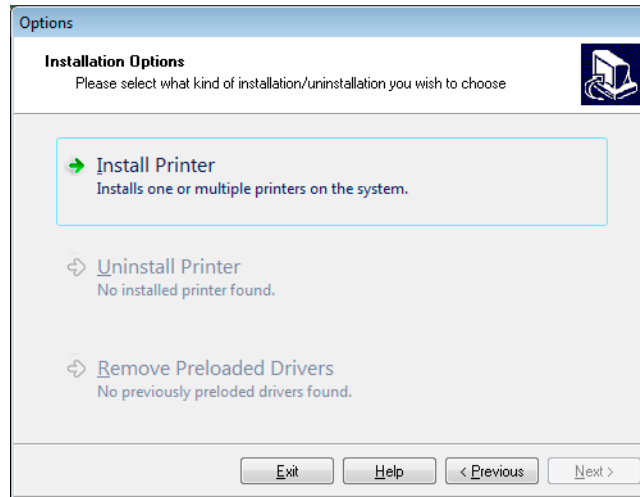 Options
Installation Options
Please select what kind of installation/uninstallation you wish to choose
Install Printer
Installs one or multiple printers on the system.
Uninstall Printer
No installed printer found.
Remove Preloaded Drivers
No previously preloded drivers found.
Exit Help < Previous Next >